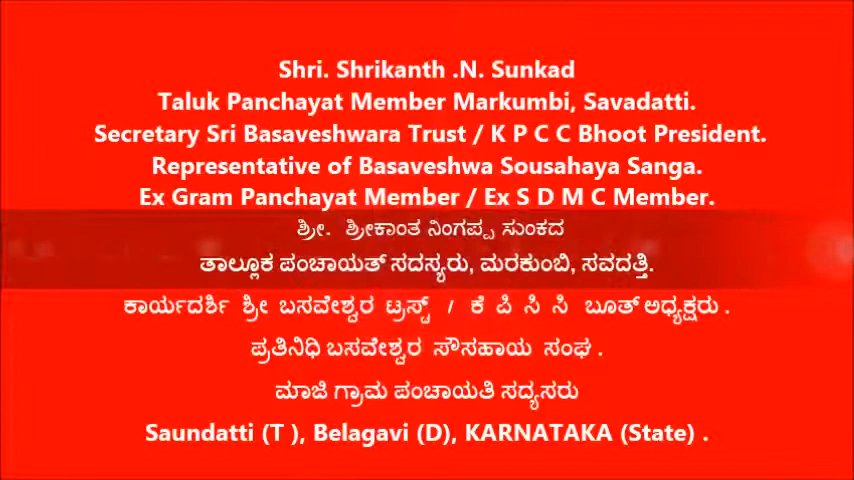 Shri. Shrikanth .N. Sunkad
Taluk Panchayat Member Markumbi, Savadatti.
Secretary Sri Basaveshwara Trust / K P C C Bhoot President.
Representative of Basaveshwa Sousahaya Sanga.
Ex Gram Panchayat Member / Ex S D M C Member.
ಶ್ರೀ. ಶ್ರೀಕಾಂತ ನಿಂಗಪ್ಪ ಸುಂಕದ
ತಾಲ್ಲೂಕ ಪಂಚಾಯತ್ ಸದಸ್ಯರು, ಮರಕುಂಬಿ, ಸವದತ್ತಿ.
ಕಾರ್ಯದರ್ಶಿ ಶ್ರೀ ಬಸವೇಶ್ವರ ಟ್ರಸ್ಟ್ / ಕೆ ಪಿ ಸಿ ಸಿ ಬೂತ್ ಅಧ್ಯಕ್ಷರು .
ಪ್ರತಿನಿಧಿ ಬಸವೇಶ್ವರ ಸೌಸಹಾಯ ಸಂಘ .
ಮಾಜಿ ಗ್ರಾಮ ಪಂಚಾಯತಿ ಸದ್ಯಸರು
Saundatti (T ), Belagavi (D), KARNATAKA (State) .